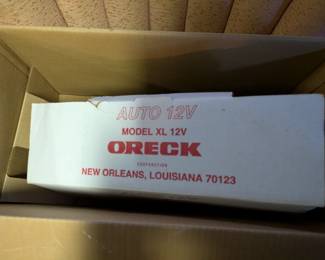 AUTO 12V
MODEL XL 12V
ORECK
CORPORATION
NEW ORLEANS, LOUISIANA 70123